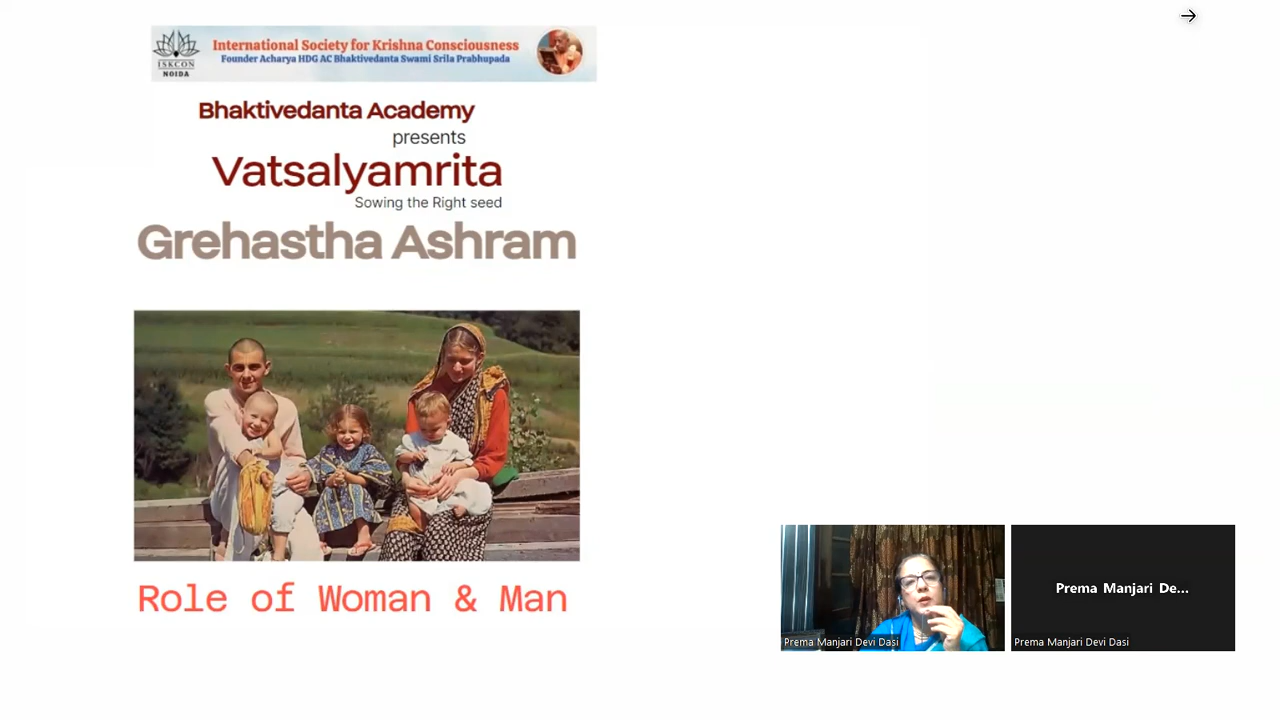 International Society for Krishna Consciousness
Founder Acharya HDG AC Bhaktivedanta Swami Srila Prabhupada
ISKCON
NOIDA
Bhaktivedanta Academy
presents
Vatsalyamrita
Sowing the Right seed
Grehastha Ashram
Role of Woman & Man
Prema Manjari Devi Dasi
Prema Manjari De...
Prema Manjari Devi Dasi